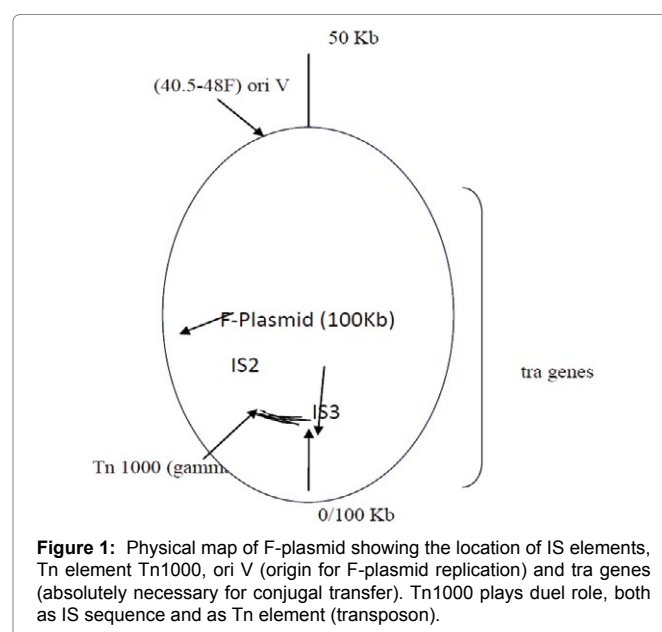 50 Kb
(40.5-48F) ori V
F-Plasmid (100Kb)
IS2
tra genes
IS3
Tn 1000 (gamm
0/100 Kb
Figure 1: Physical map of F-plasmid showing the location of IS elements,
Tn element Tn1000, ori V (origin for F-plasmid replication) and tra genes
(absolutely necessary for conjugal transfer). Tn1000 plays duel role, both
as IS sequence and as Tn element (transposon).